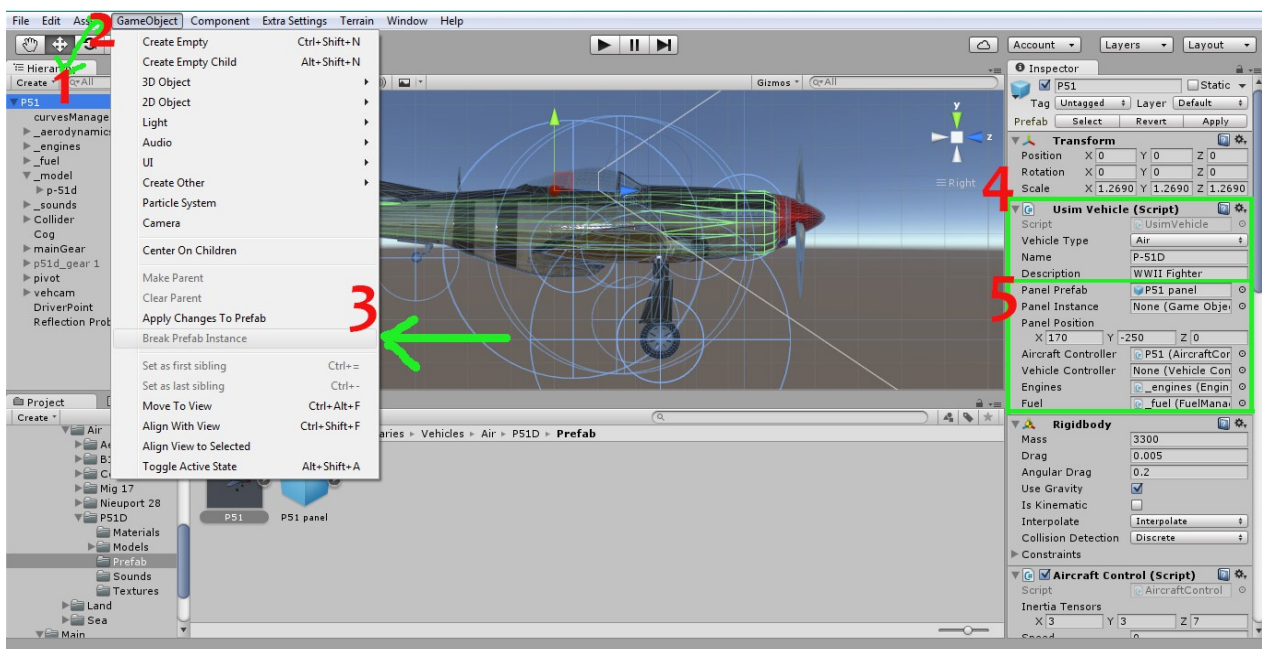 File Edit GameObject Component Extra Settings Terrain Window Help
Account Layers Layout
1
2
3
4
5
Hierar
Create All
P51
curvesManage
_aerodynamics
_engines
_fuel
_model
p-51d
_sounds
Collider
Cog
mainGear
p51d_gear 1
pivot
vehcam
DriverPoint
Reflection Prob
Create Empty Ctrl+Shift+N
Create Empty Child Alt+Shift+N
3D Object
2D Object
Light
Audio
UI
Create Other
Particle System
Camera
Center On Children
Make Parent
Clear Parent
Apply Changes To Prefab
Break Prefab Instance
Set as first sibling Ctrl+=
Set as last sibling Ctrl+-
Move To View Ctrl+Alt+F
Align With View Ctrl+Shift+F
Align View to Selected
Toggle Active State Alt+Shift+A
Gizmos All
y
z
Right
Inspector
P51 Static
Tag Untagged Layer Default
Prefab Select Revert Apply
Transform
Position X 0 Y 0 Z 0
Rotation X 0 Y 0 Z 0
Scale X 1.2690 Y 1.2690 Z 1.2690
Usim Vehicle (Script)
Script UsimVehicle
Vehicle Type Air
Name P-51D
Description WWII Fighter
Panel Prefab P51 panel
Panel Instance None (Game Obje
Panel Position
X 170 Y -250 Z 0
Aircraft Controller P51 (AircraftCor
Vehicle Controller None (Vehicle Con
Engines _engines (Engin
Fuel _fuel (FuelMana
Rigidbody
Mass 3300
Drag 0.005
Angular Drag 0.2
Use Gravity
Is Kinematic
Interpolate Interpolate
Collision Detection Discrete
Constraints
Aircraft Control (Script)
Script AircraftControl
Inertia Tensors
X 3 Y 3 Z 7
Speed 0
Project
Create
Air
Mig 17
Nieuport 28
P51D
Materials
Models
Prefab
Sounds
Textures
Land
Sea
Main
aries Vehicles Air P51D Prefab
P51 P51 panel